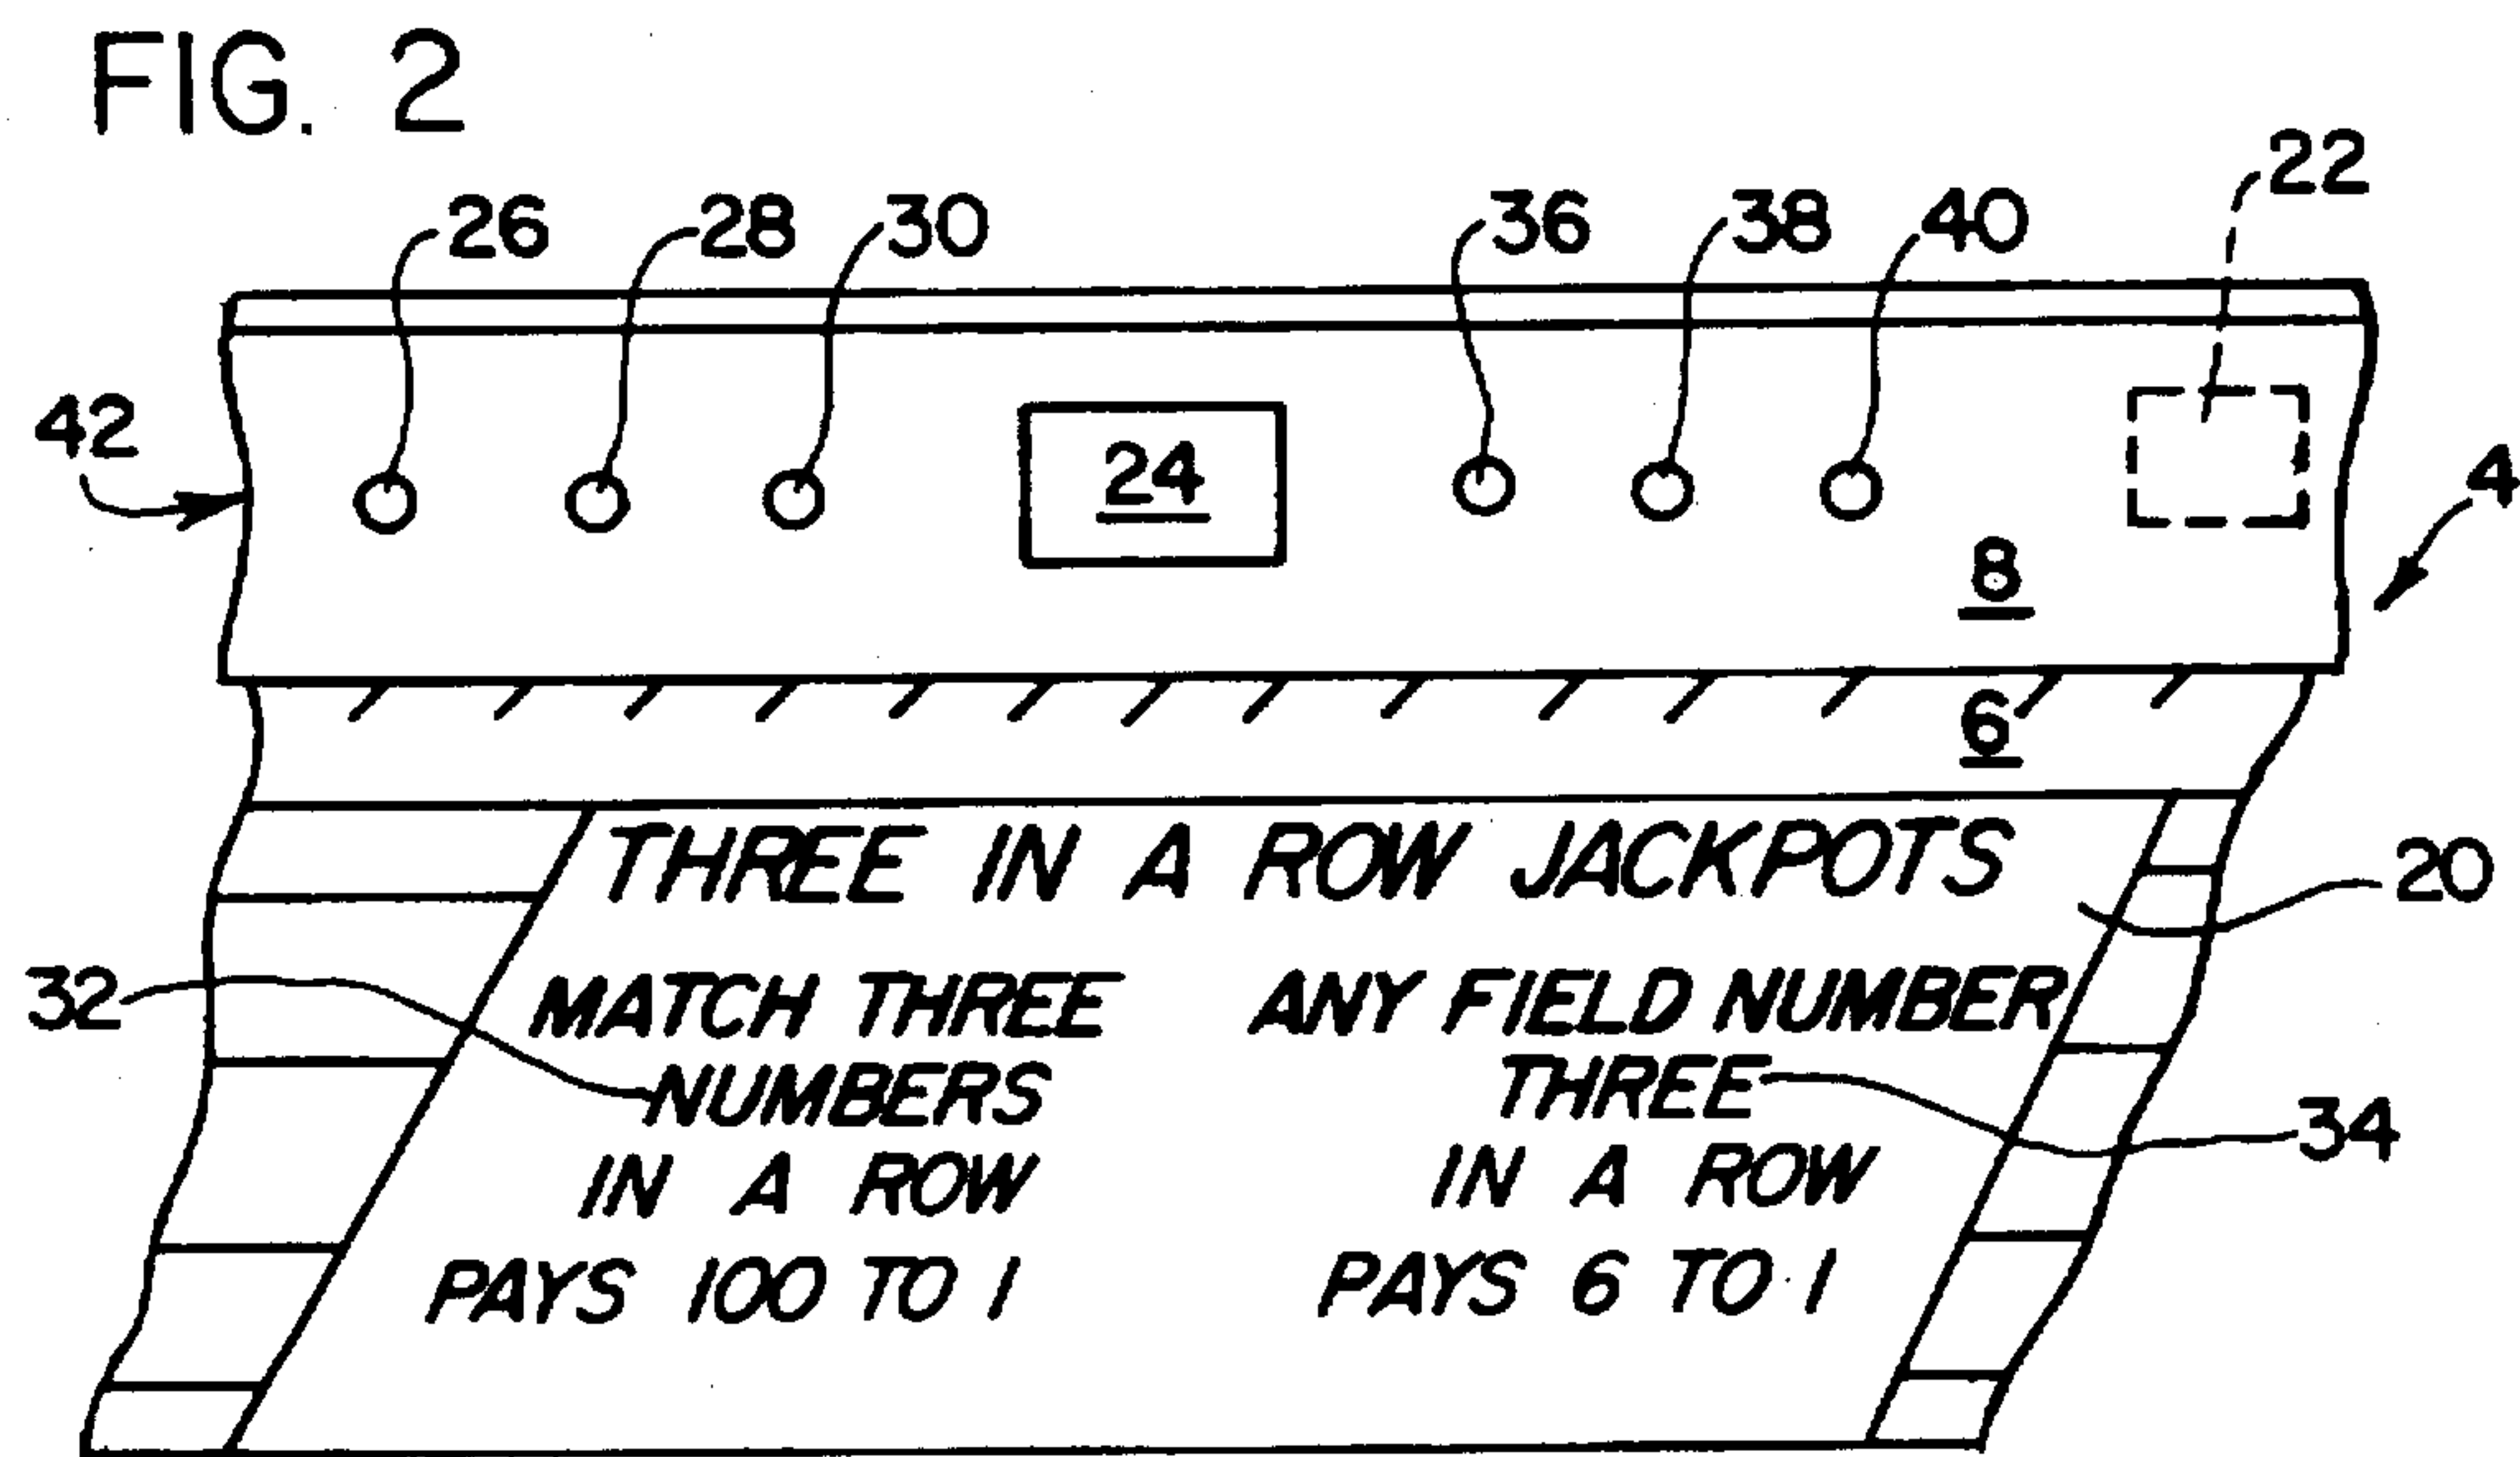 FIG. 2
22
26 28 30 36 38 40
42 24 4
8
6
THREE IN A ROW JACKPOTS
20
32 MATCH THREE ANY FIELD NUMBER
NUMBERS THREE
34
IN A ROW IN A ROW
PAYS 100 TO 1 PAYS 6 TO 1